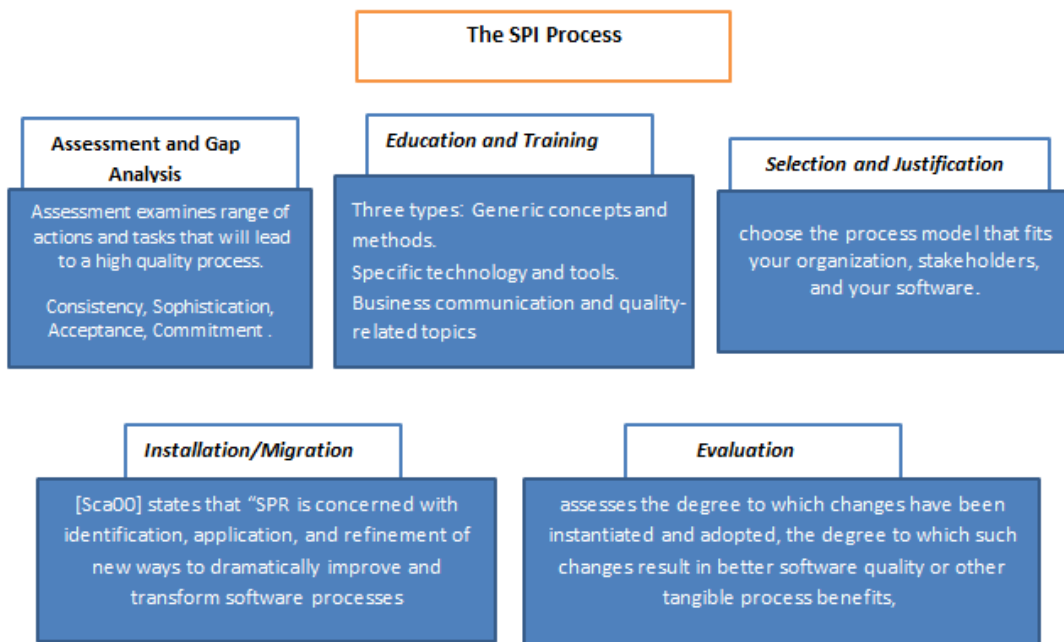 The SPI Process
Assessment and Gap
Analysis
Assessment examines range of
actions and tasks that will lead
to a high quality process.
Consistency, Sophistication,
Acceptance, Commitment .
Education and Training
Three types: Generic concepts and
methods.
Specific technology and tools.
Business communication and quality-
related topics
Selection and Justification
choose the process model that fits
your organization, stakeholders,
and your software.
Installation/Migration
[Sca00] states that “SPR is concerned with
identification, application, and refinement of
new ways to dramatically improve and
transform software processes
Evaluation
assesses the degree to which changes have been
instantiated and adopted, the degree to which such
changes result in better software quality or other
tangible process benefits,